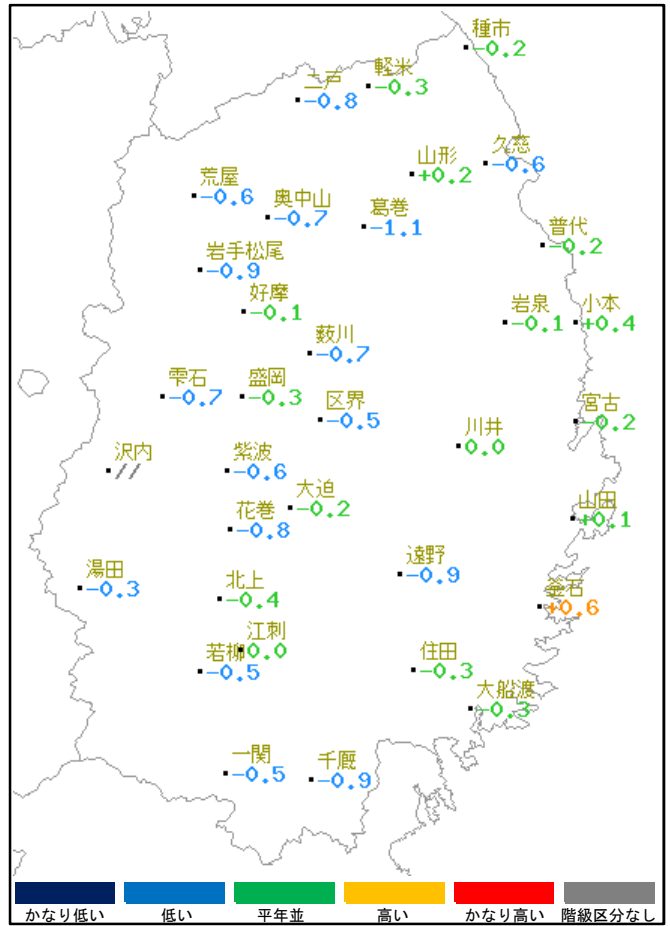 種市
-0.2
軽米
-0.3
二戸
-0.8
久慈
-0.6
山形
+0.2
荒屋
-0.6
奥中山
-0.7
葛巻
-1.1
普代
-0.2
岩手松尾
-0.9
好摩
-0.1
岩泉
-0.1
小本
+0.4
薮川
-0.7
雫石
-0.7
盛岡
-0.3
区界
-0.5
宮古
-0.2
川井
0.0
沢内
//
紫波
-0.6
大迫
-0.2
花巻
-0.8
山田
+0.1
湯田
-0.3
北上
-0.4
遠野
-0.9
釜石
+0.6
江刺
0.0
若柳
-0.5
住田
-0.3
大船渡
-0.3
一関
-0.5
千厩
-0.9
かなり低い 低い 平年並 高い かなり高い 階級区分なし